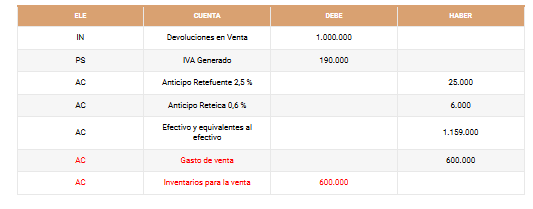 ELE CUENTA DEBE HABER
IN Devoluciones en Venta 1.000.000
PS IVA Generado 190.000
AC Anticipo Retefuente 2,5 % 25.000
AC Anticipo Reteica 0,6 % 6.000
AC Efectivo y equivalentes al 1.159.000
efectivo
AC Gasto de venta 600.000
AC Inventarios para la venta 600.000